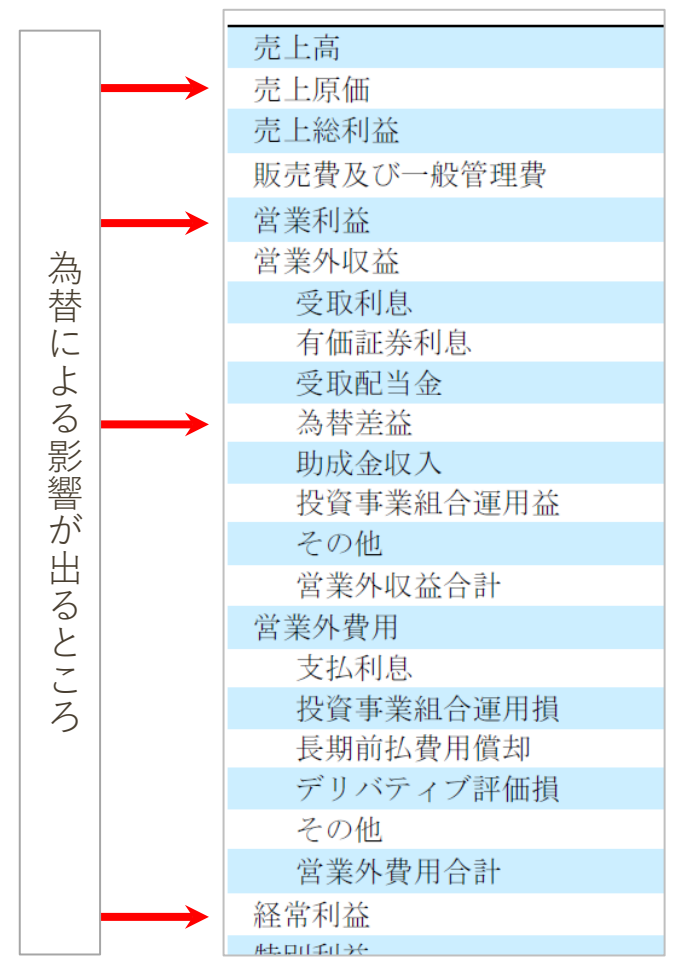 為替による影響が出るところ
売上高
売上原価
売上総利益
販売費及び一般管理費
営業利益
営業外収益
受取利息
有価証券利息
受取配当金
為替差益
助成金収入
投資事業組合運用益
その他
営業外収益合計
営業外費用
支払利息
投資事業組合運用損
長期前払費用償却
デリバティブ評価損
その他
営業外費用合計
経常利益
特別利益